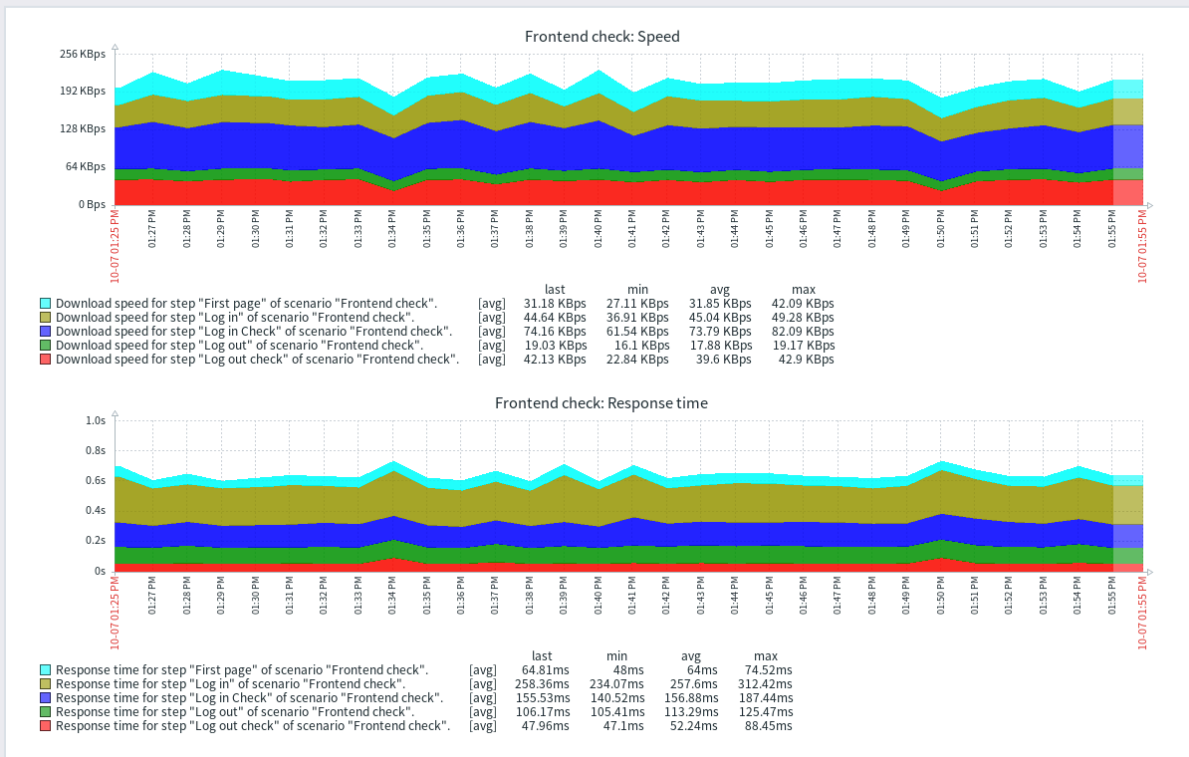 Frontend check: Speed
256 KBps
192 KBps
128 KBps
64 KBps
0 Bps
10-07 01:25 PM 01:27 PM 01:28 PM 01:29 PM 01:30 PM 01:31 PM 01:32 PM 01:33 PM 01:34 PM 01:35 PM 01:36 PM 01:37 PM 01:38 PM 01:39 PM 01:40 PM 01:41 PM 01:42 PM 01:43 PM 01:44 PM 01:45 PM 01:46 PM 01:47 PM 01:48 PM 01:49 PM 01:50 PM 01:51 PM 01:52 PM 01:53 PM 01:54 PM 01:55 PM 10-07 01:55 PM
last min avg max
Download speed for step "First page" of scenario "Frontend check". [avg] 31.18 KBps 27.11 KBps 31.85 KBps 42.09 KBps
Download speed for step "Log in" of scenario "Frontend check". [avg] 44.64 KBps 36.91 KBps 45.04 KBps 49.28 KBps
Download speed for step "Log in Check" of scenario "Frontend check". [avg] 74.16 KBps 61.54 KBps 73.79 KBps 82.09 KBps
Download speed for step "Log out" of scenario "Frontend check". [avg] 19.03 KBps 16.1 KBps 17.88 KBps 19.17 KBps
Download speed for step "Log out check" of scenario "Frontend check". [avg] 42.13 KBps 22.84 KBps 39.6 KBps 42.9 KBps
Frontend check: Response time
1.0s
0.8s
0.6s
0.4s
0.2s
0s
10-07 01:25 PM 01:27 PM 01:28 PM 01:29 PM 01:30 PM 01:31 PM 01:32 PM 01:33 PM 01:34 PM 01:35 PM 01:36 PM 01:37 PM 01:38 PM 01:39 PM 01:40 PM 01:41 PM 01:42 PM 01:43 PM 01:44 PM 01:45 PM 01:46 PM 01:47 PM 01:48 PM 01:49 PM 01:50 PM 01:51 PM 01:52 PM 01:53 PM 01:54 PM 01:55 PM 10-07 01:55 PM
last min avg max
Response time for step "First page" of scenario "Frontend check". [avg] 64.81ms 48ms 64ms 74.52ms
Response time for step "Log in" of scenario "Frontend check". [avg] 258.36ms 234.07ms 257.6ms 312.42ms
Response time for step "Log in Check" of scenario "Frontend check". [avg] 155.53ms 140.52ms 156.88ms 187.44ms
Response time for step "Log out" of scenario "Frontend check". [avg] 106.17ms 105.41ms 113.29ms 125.47ms
Response time for step "Log out check" of scenario "Frontend check". [avg] 47.96ms 47.1ms 52.24ms 88.45ms